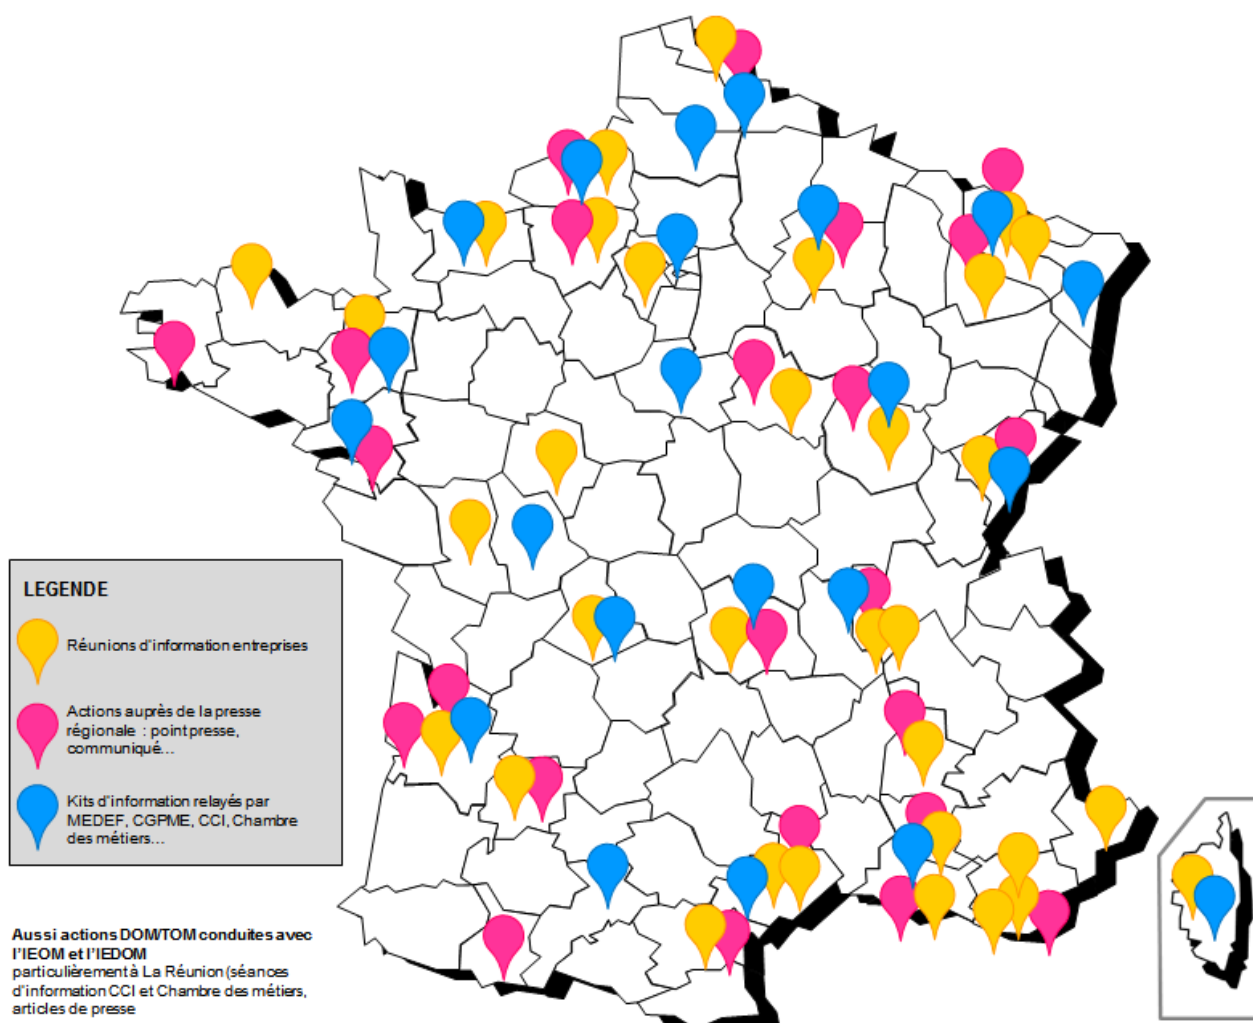 LEGENDE
Réunions d'information entreprises
Actions auprès de la presse
régionale : point presse,
communiqué...
Kits d'information relayés par
MEDEF, CGPME, CCI, Chambre
des métiers...
Aussi actions DOM/TOM conduites avec
l'IEOM et l'IEDOM
particulièrement à La Réunion (séances
d'information CCI et Chambre des métiers,
articles de presse